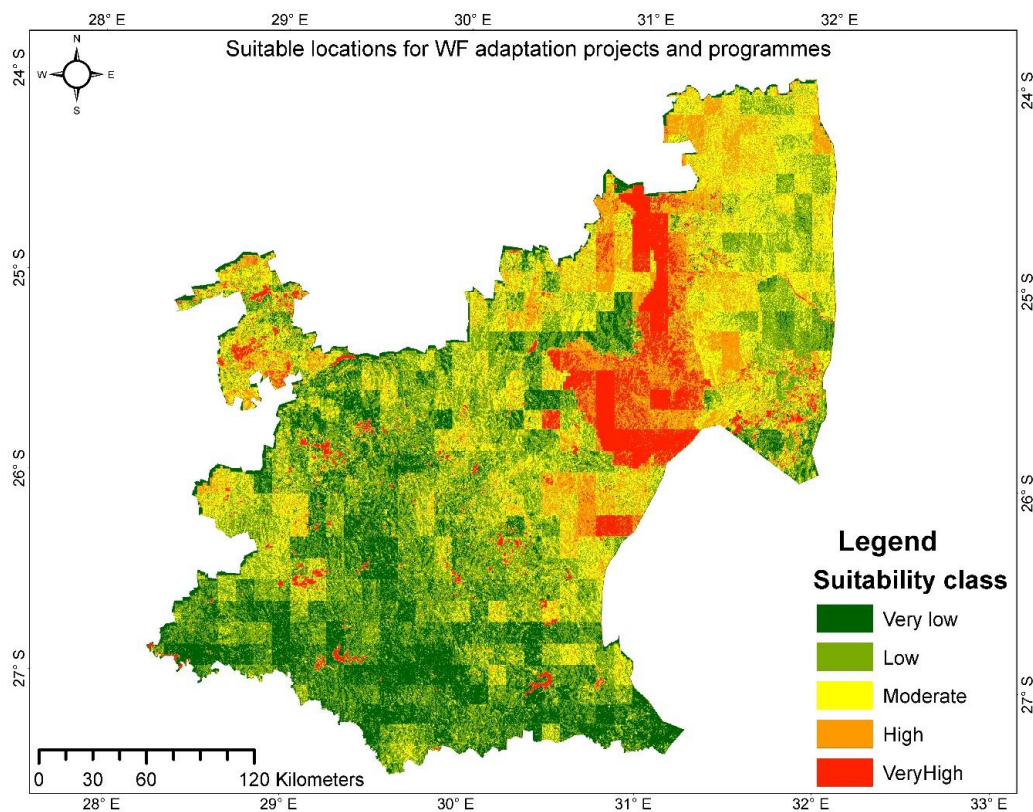 28° E 29° E 30° E 31° E 32° E
Suitable locations for WF adaptation projects and programmes
N
W E
S
24° S 24° S
25° S 25° S
26° S 26° S
27° S 27° S
Legend
Suitability class
Very low
Low
Moderate
High
VeryHigh
0 30 60 120 Kilometers
28° E 29° E 30° E 31° E 32° E 33° E